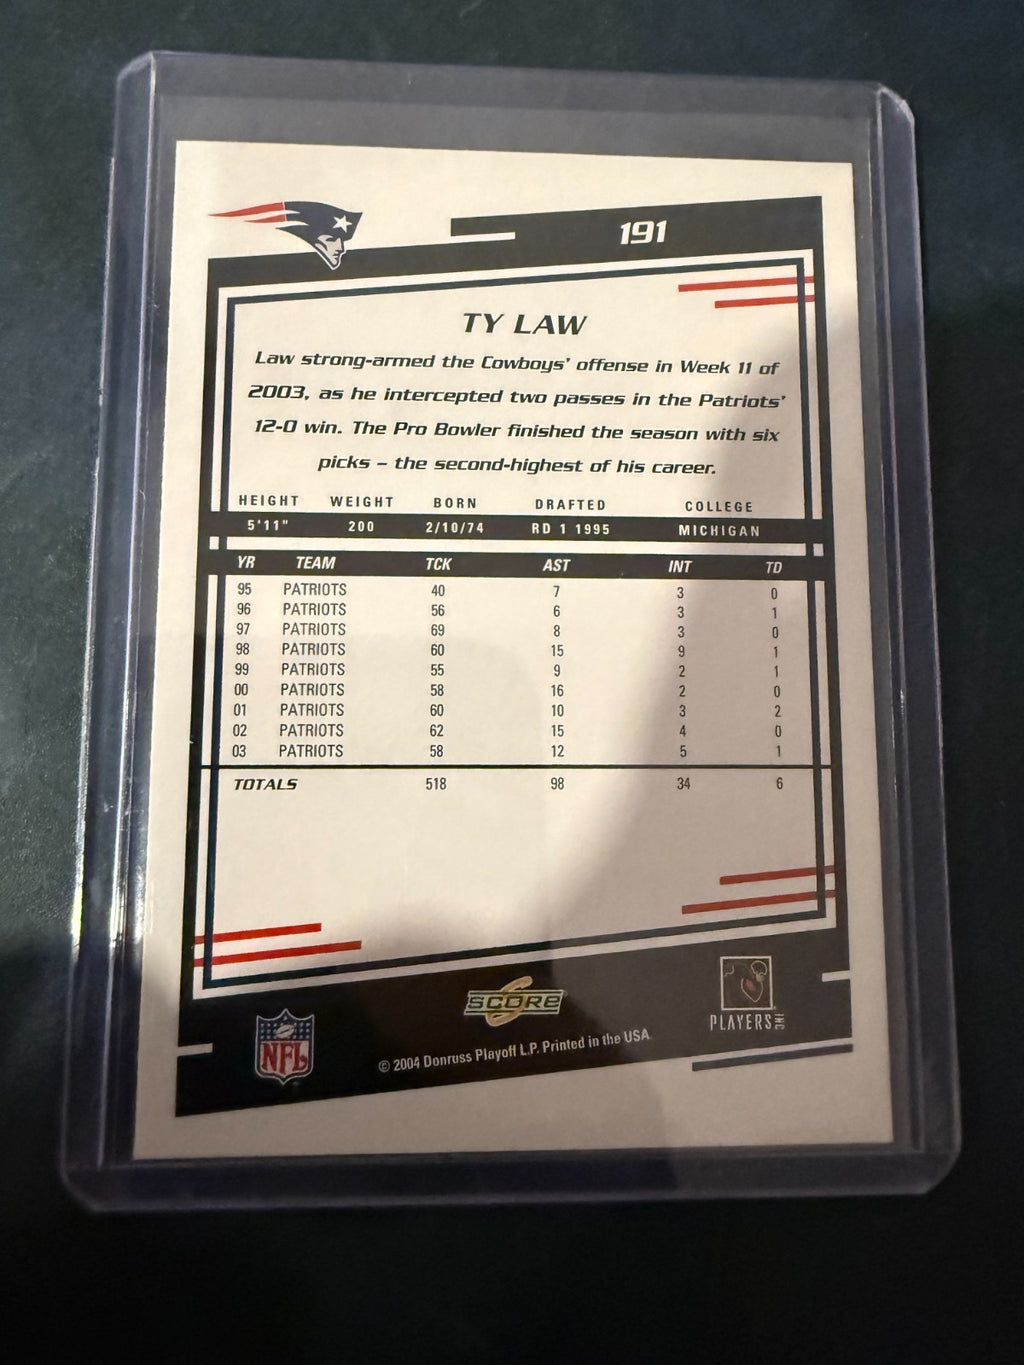 191
TY LAW
Law strong-armed the Cowboys' offense in Week 11 of
2003, as he intercepted two passes in the Patriots'
12-0 win. The Pro Bowler finished the season with six
picks – the second-highest of his career.
HEIGHT WEIGHT BORN DRAFTED COLLEGE
5'11" 200 2/10/74 RD 1 1995 MICHIGAN
YR TEAM TCK AST INT TD
95 PATRIOTS 40 7 3 0
96 PATRIOTS 56 6 3 1
97 PATRIOTS 69 8 3 0
98 PATRIOTS 60 15 9 1
99 PATRIOTS 55 9 2 1
00 PATRIOTS 58 16 2 0
01 PATRIOTS 60 10 3 2
02 PATRIOTS 62 15 4 0
03 PATRIOTS 58 12 5 1
TOTALS 518 98 34 6
SCORE
NFL
PLAYERS INC
© 2004 Donruss Playoff L.P. Printed in the USA